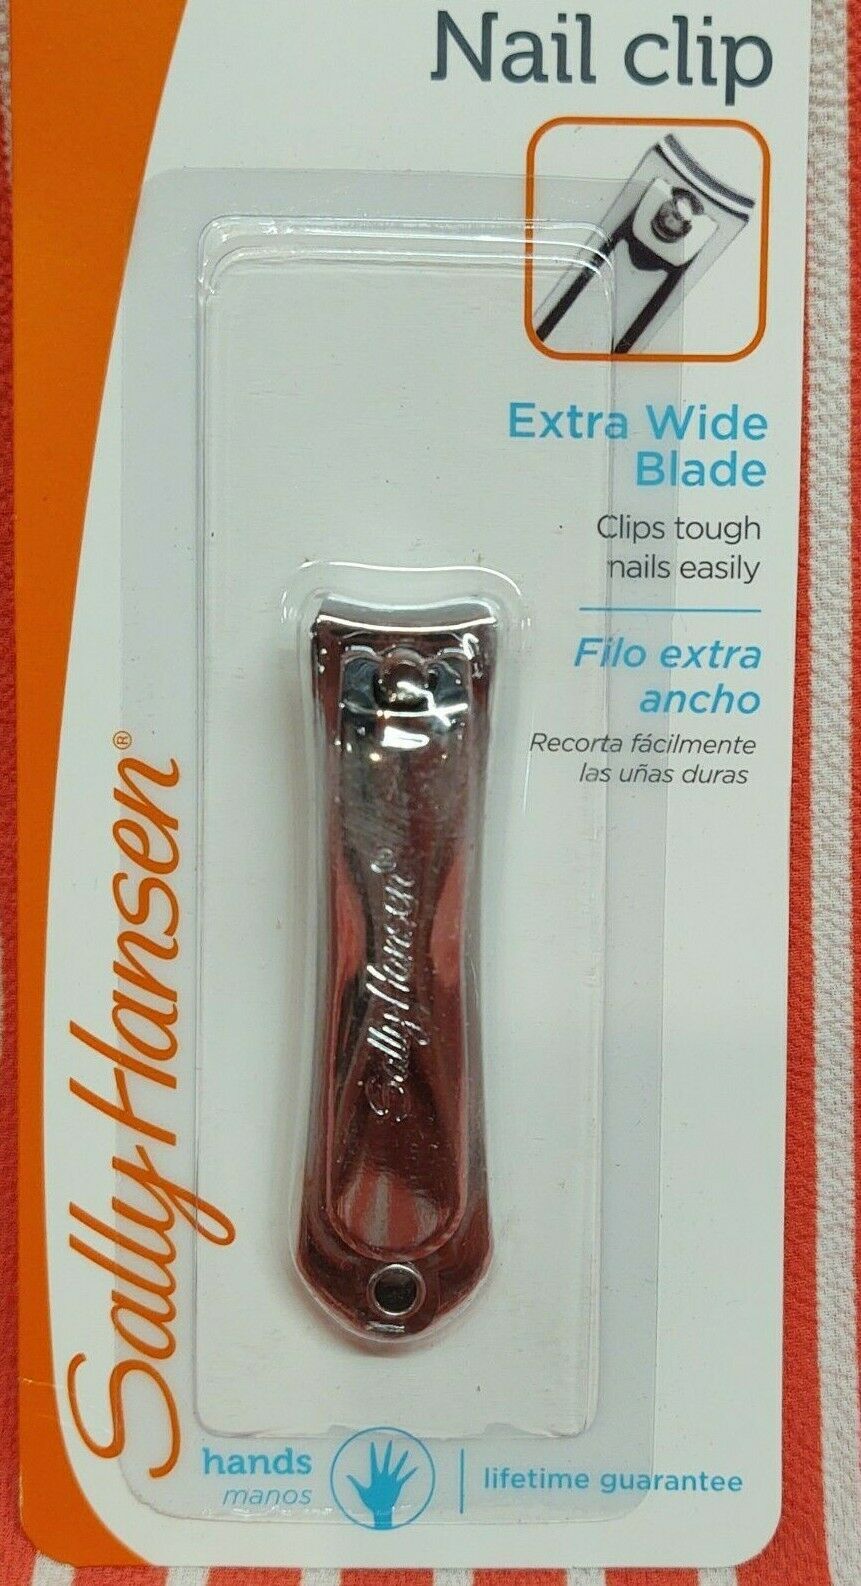 Nail clip
Extra Wide
Blade
Clips tough
nails easily
Filo extra
ancho
Recorta fácilmente
las uñas duras
Sally Hansen®
Sally Hansen®
hands
manos
lifetime guarantee